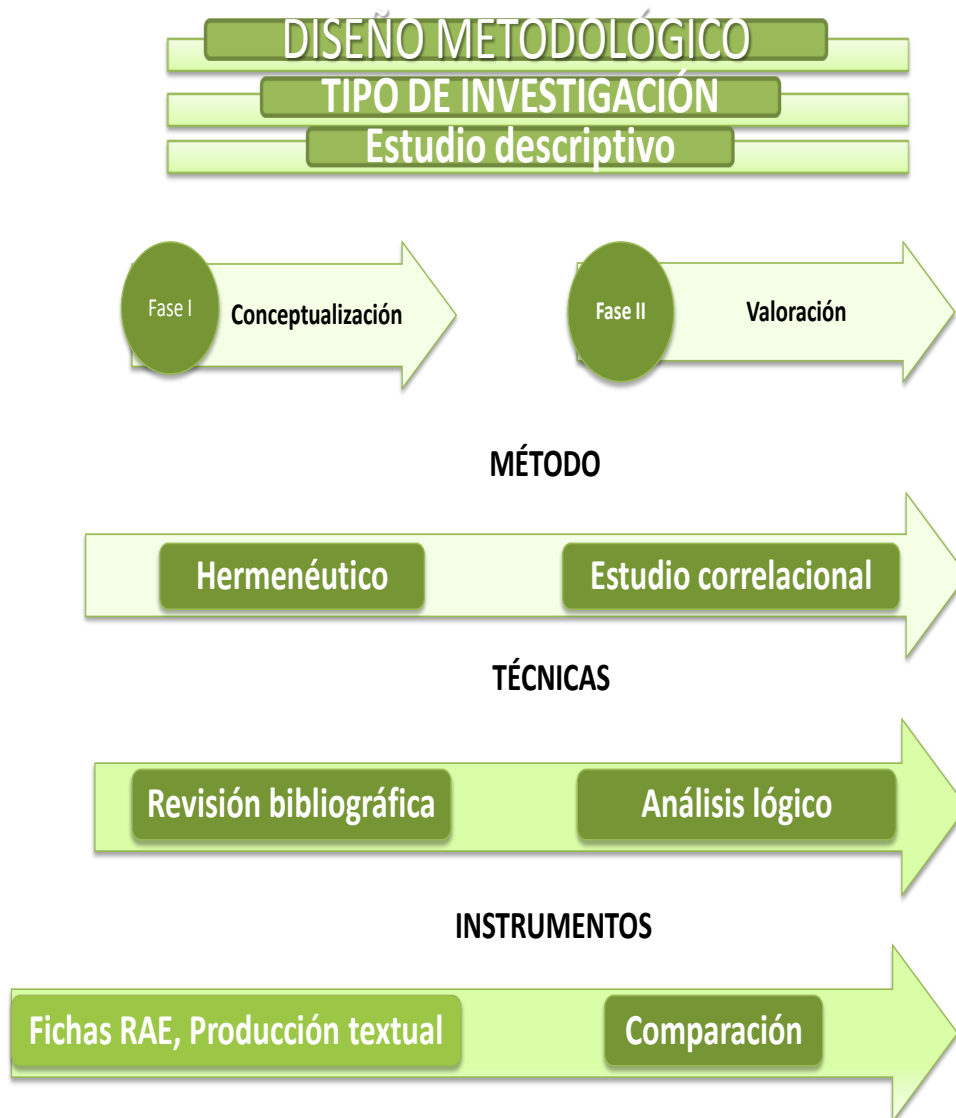 DISEÑO METODOLÓGICO
TIPO DE INVESTIGACIÓN
Estudio descriptivo
Fase I
Conceptualización
Fase II
Valoración
MÉTODO
Hermenéutico
Estudio correlacional
TÉCNICAS
Revisión bibliográfica
Análisis lógico
INSTRUMENTOS
Fichas RAE, Producción textual
Comparación